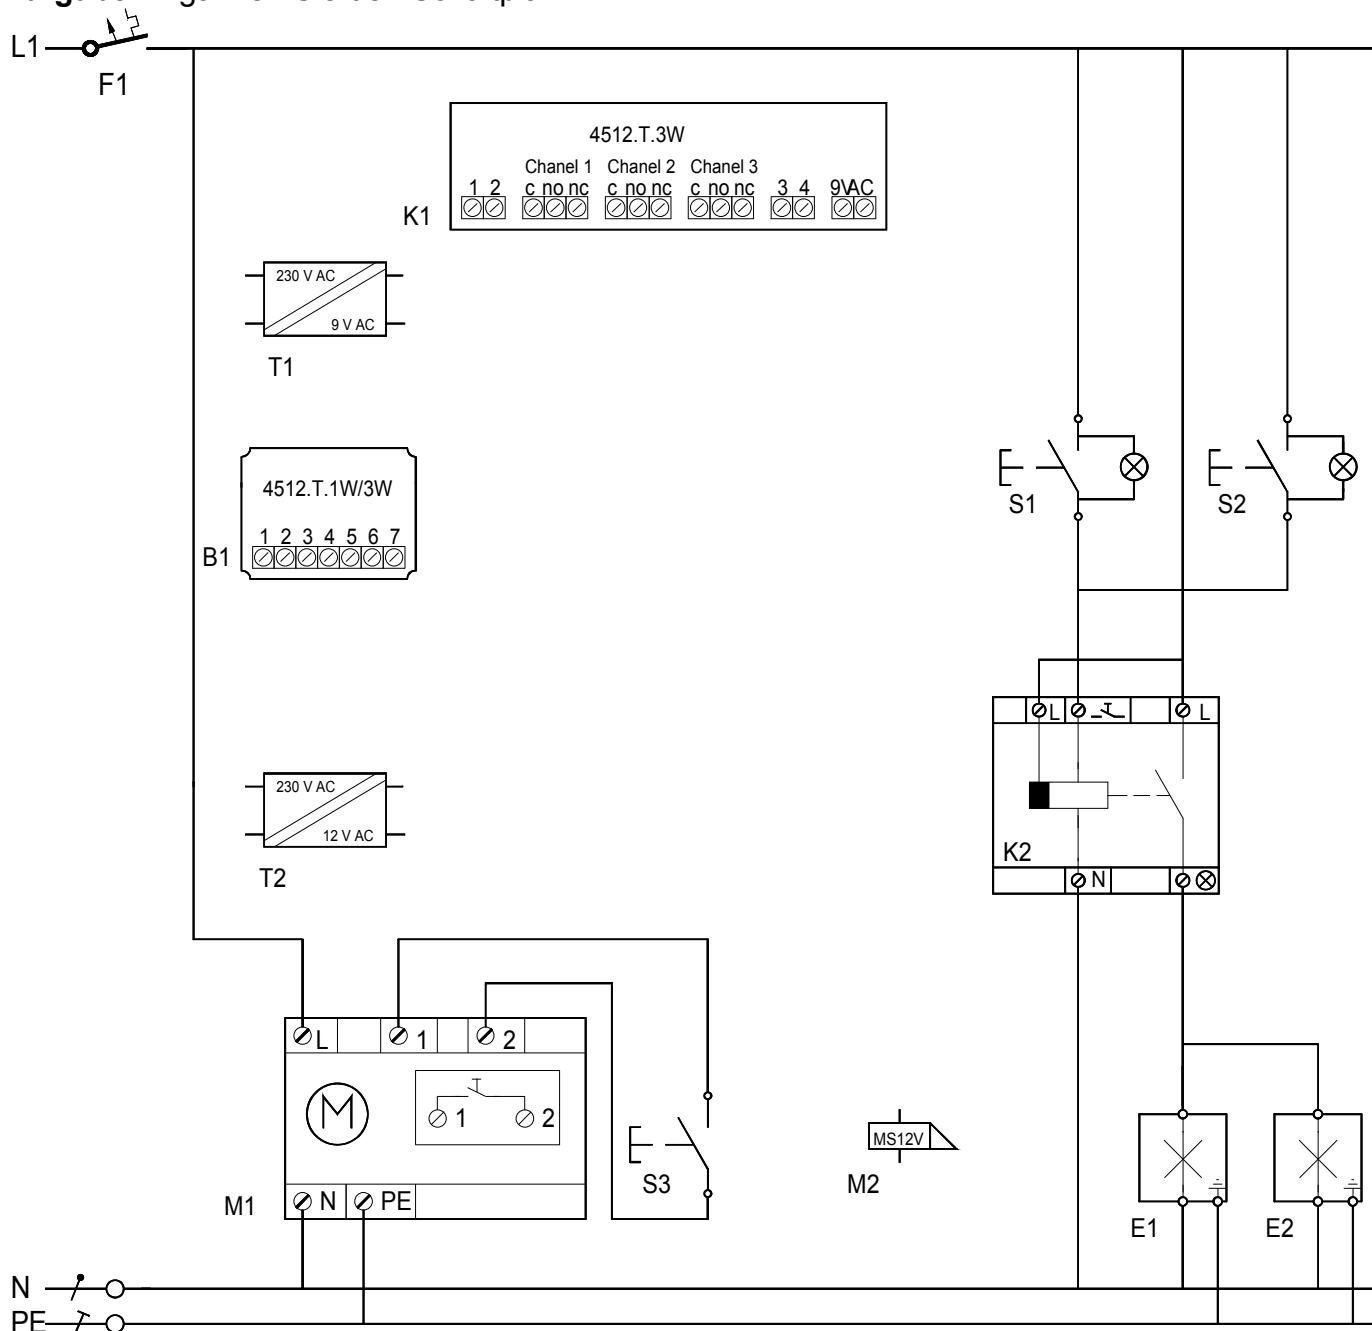 L1
F1
4512.T.3W
Chanel 1 Chanel 2 Chanel 3
1 2 c no nc c no nc c no nc 3 4 9VAC
K1
230 V AC
9 V AC
T1
4512.T.1W/3W
1 2 3 4 5 6 7
B1
S1
S2
L L
230 V AC
12 V AC
T2
K2
N
L 1 2
M
1 2
MS12V
S3
M2
M1
N PE
E1
E2
N
PE